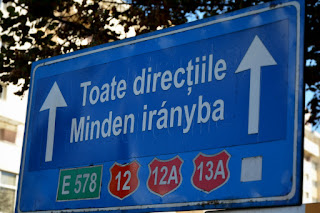 Toate direcțiile
Minden irányba
E 578 12 12A 13A